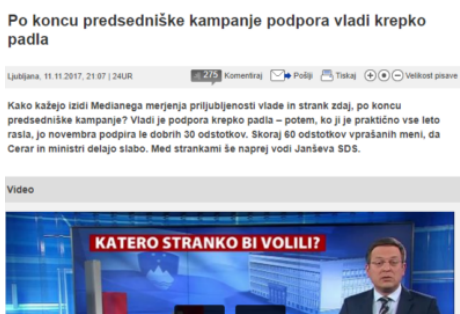 Po koncu predsedniške kampanje podpora vladi krepko
padla
Ljubljana, 11.11.2017, 21:07 | 24UR
275 Komentiraj Pošlji Tiskaj Velikost pisave
Kako kažejo izidi Medianega merjenja priljubljenosti vlade in strank zdaj, po koncu
predsedniške kampanje? Vladi je podpora krepko padla – potem, ko ji je praktično vse leto
rasla, jo novembra podpira le dobrih 30 odstotkov. Skoraj 60 odstotkov vprašanih meni, da
Cerar in ministri delajo slabo. Med strankami še naprej vodi Janševa SDS.
Video
KATERO STRANKO BI VOLILI?